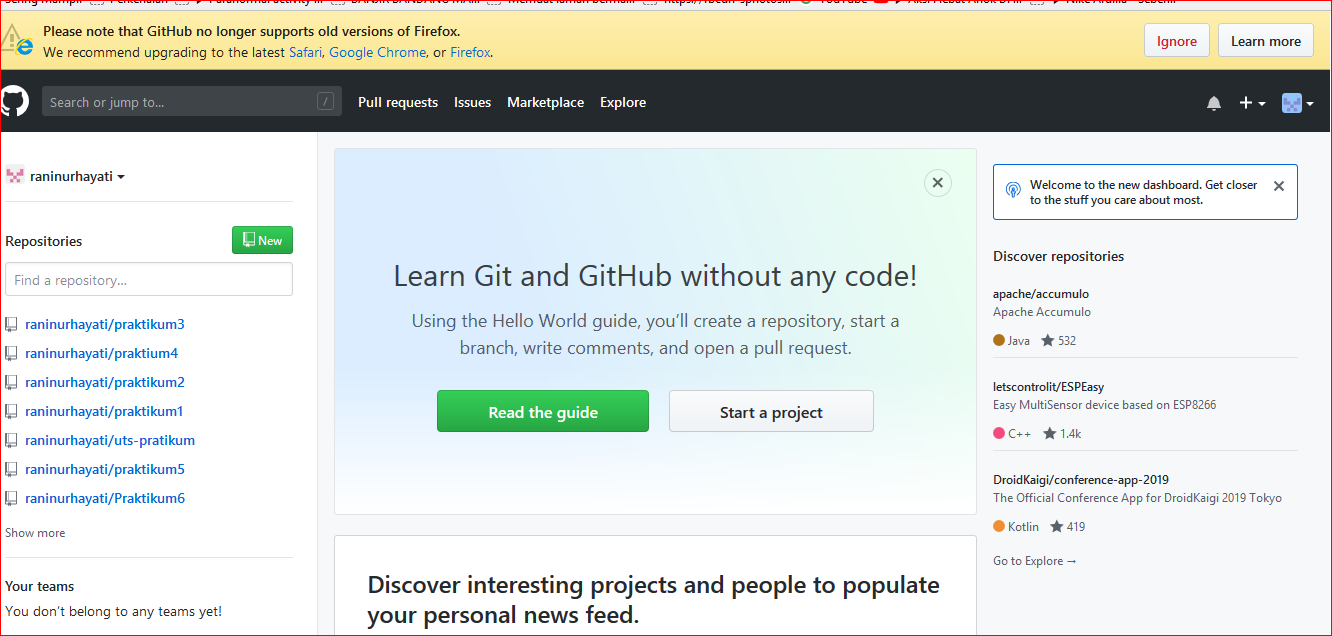 Please note that GitHub no longer supports old versions of Firefox.
We recommend upgrading to the latest Safari, Google Chrome, or Firefox.
Ignore
Learn more
Search or jump to...
/
Pull requests
Issues
Marketplace
Explore
raninurhayati
Repositories
New
Find a repository...
raninurhayati/praktikum3
raninurhayati/praktium4
raninurhayati/praktikum2
raninurhayati/praktikum1
raninurhayati/uts-pratikum
raninurhayati/praktikum5
raninurhayati/Praktikum6
Show more
Your teams
You don't belong to any teams yet!
Learn Git and GitHub without any code!
Using the Hello World guide, you'll create a repository, start a
branch, write comments, and open a pull request.
Read the guide
Start a project
Discover interesting projects and people to populate
your personal news feed.
Welcome to the new dashboard. Get closer
to the stuff you care about most.
Discover repositories
apache/accumulo
Apache Accumulo
Java 532
letscontrolit/ESPEasy
Easy MultiSensor device based on ESP8266
C++ 1.4k
DroidKaigi/conference-app-2019
The Official Conference App for DroidKaigi 2019 Tokyo
Kotlin 419
Go to Explore →